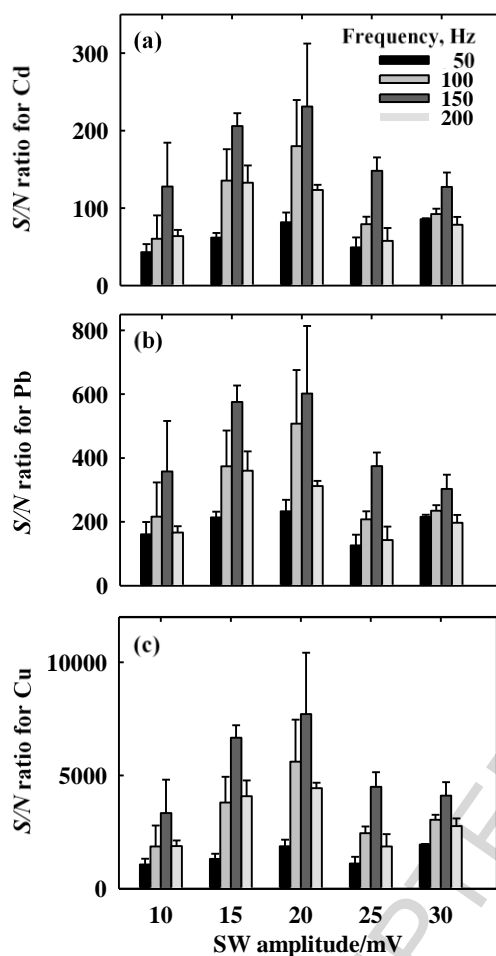 (a)
Frequency, Hz
50
100
150
200
S/N ratio for Cd
300
200
100
0
(b)
S/N ratio for Pb
800
600
400
200
0
(c)
S/N ratio for Cu
10000
5000
0
10 15 20 25 30
SW amplitude/mV